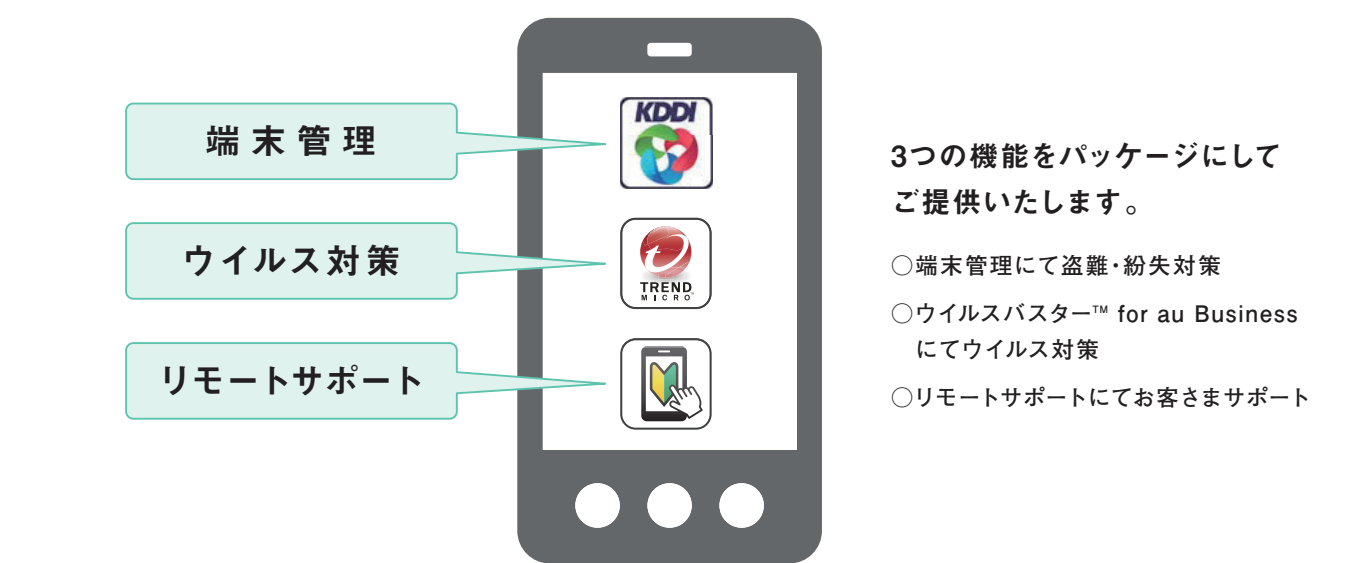 端末管理
ウイルス対策
リモートサポート
KDDI
TREND
MICRO
3つの機能をパッケージにして
ご提供いたします。
○端末管理にて盗難・紛失対策
○ウイルスバスター™ for au Business
にてウイルス対策
○リモートサポートにてお客さまサポート